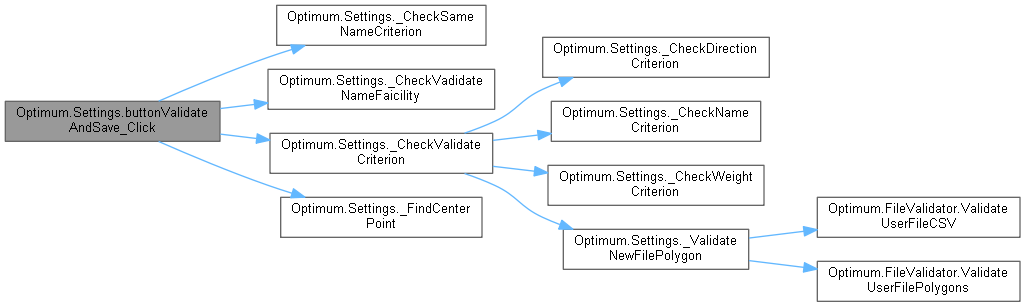 Optimum.Settings.buttonValidate
AndSave_Click
Optimum.Settings._CheckSame
NameCriterion
Optimum.Settings._CheckVadidate
NameFaicility
Optimum.Settings._CheckValidate
Criterion
Optimum.Settings._FindCenter
Point
Optimum.Settings._CheckDirection
Criterion
Optimum.Settings._CheckName
Criterion
Optimum.Settings._CheckWeight
Criterion
Optimum.Settings._Validate
NewFilePolygon
Optimum.FileValidator.Validate
UserFileCSV
Optimum.FileValidator.Validate
UserFilePolygons